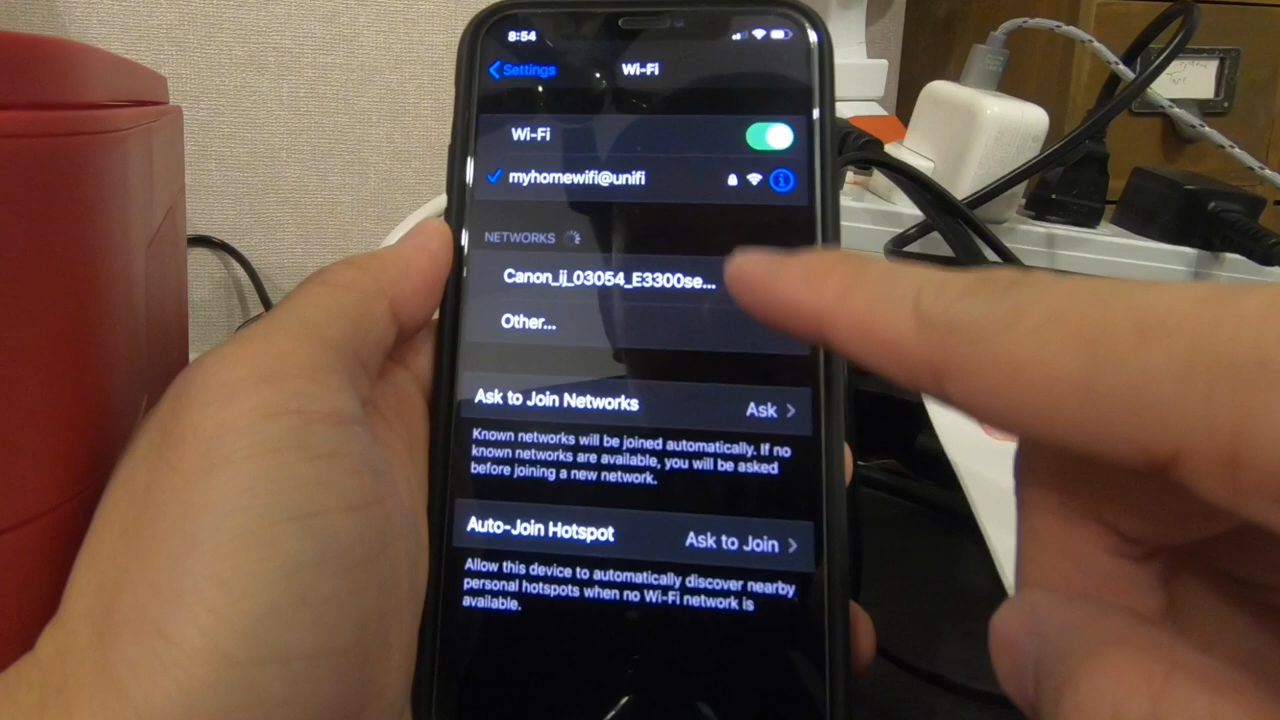 8:54
Settings
Wi-Fi
Wi-Fi
myhomewifi@unifi
NETWORKS
Canon_ij_03054_E3300se...
Other...
Ask to Join Networks
Ask
Known networks will be joined automatically. If no
known networks are available, you will be asked
before joining a new network.
Auto-Join Hotspot
Ask to Join
Allow this device to automatically discover nearby
personal hotspots when no Wi-Fi network is
available.
Tape